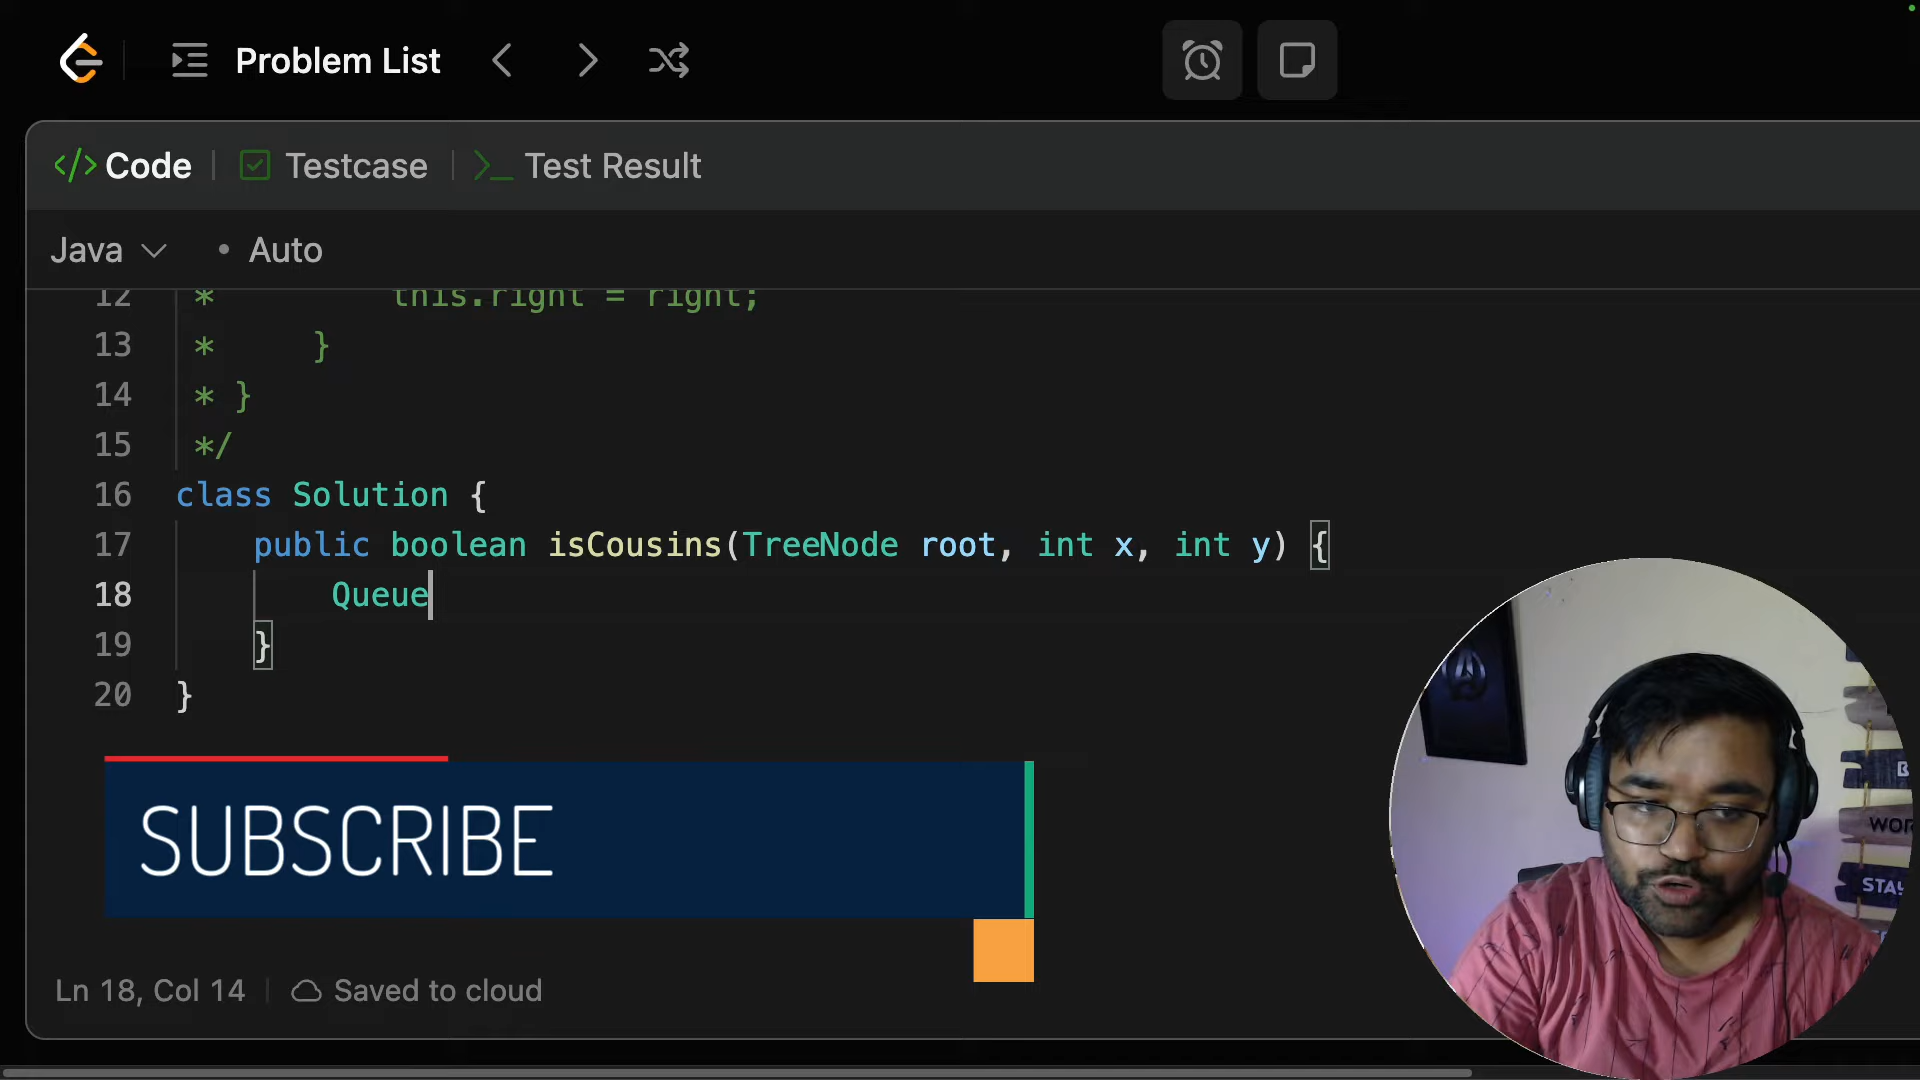 Problem List
Code
Testcase
Test Result
Java
Auto
12 * this.right = right;
13 * }
14 * }
15 */
16 class Solution {
17 public boolean isCousins(TreeNode root, int x, int y) {
18 Queue
19 }
20 }
SUBSCRIBE
WOR
STAY
Ln 18, Col 14
Saved to cloud